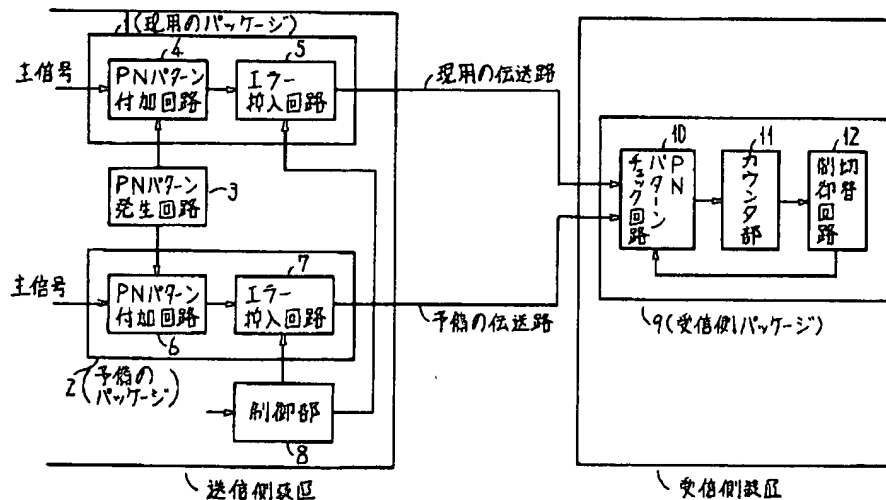 1(現用のパッケージ)
主信号
4
PNパターン
付加回路
5
エラー
挿入回路
現用の伝送路
PNパターン
発生回路
3
主信号
PNパターン
付加回路
6
7
エラー
挿入回路
予備の伝送路
2(予備の
パッケージ)
制御部
8
送信側装置
10
PN
パターン
チェック回路
11
カウンタ部
12
切替
制御回路
9(受信側パッケージ)
受信側装置